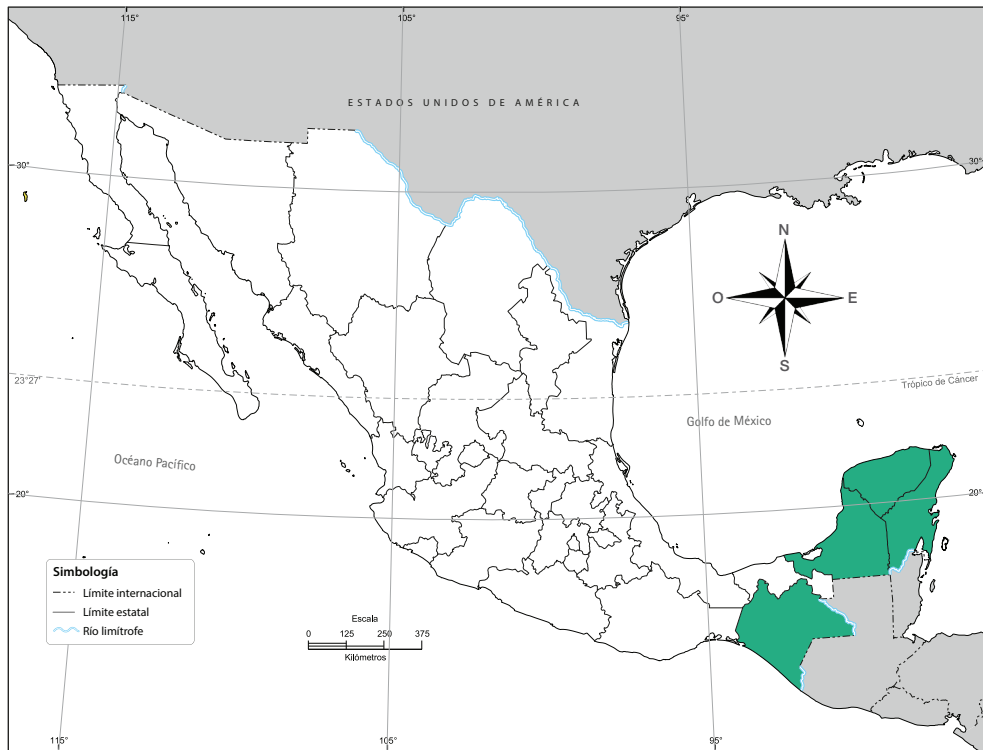 115°
105°
95°
ESTADOS UNIDOS DE AMÉRICA
30°
30°
N
O
E
S
23°27'
Trópico de Cáncer
Golfo de México
Océano Pacífico
20°
20°
Simbología
Límite internacional
Límite estatal
Río limítrofe
Escala
0 125 250 375
Kilómetros
115°
105°
95°